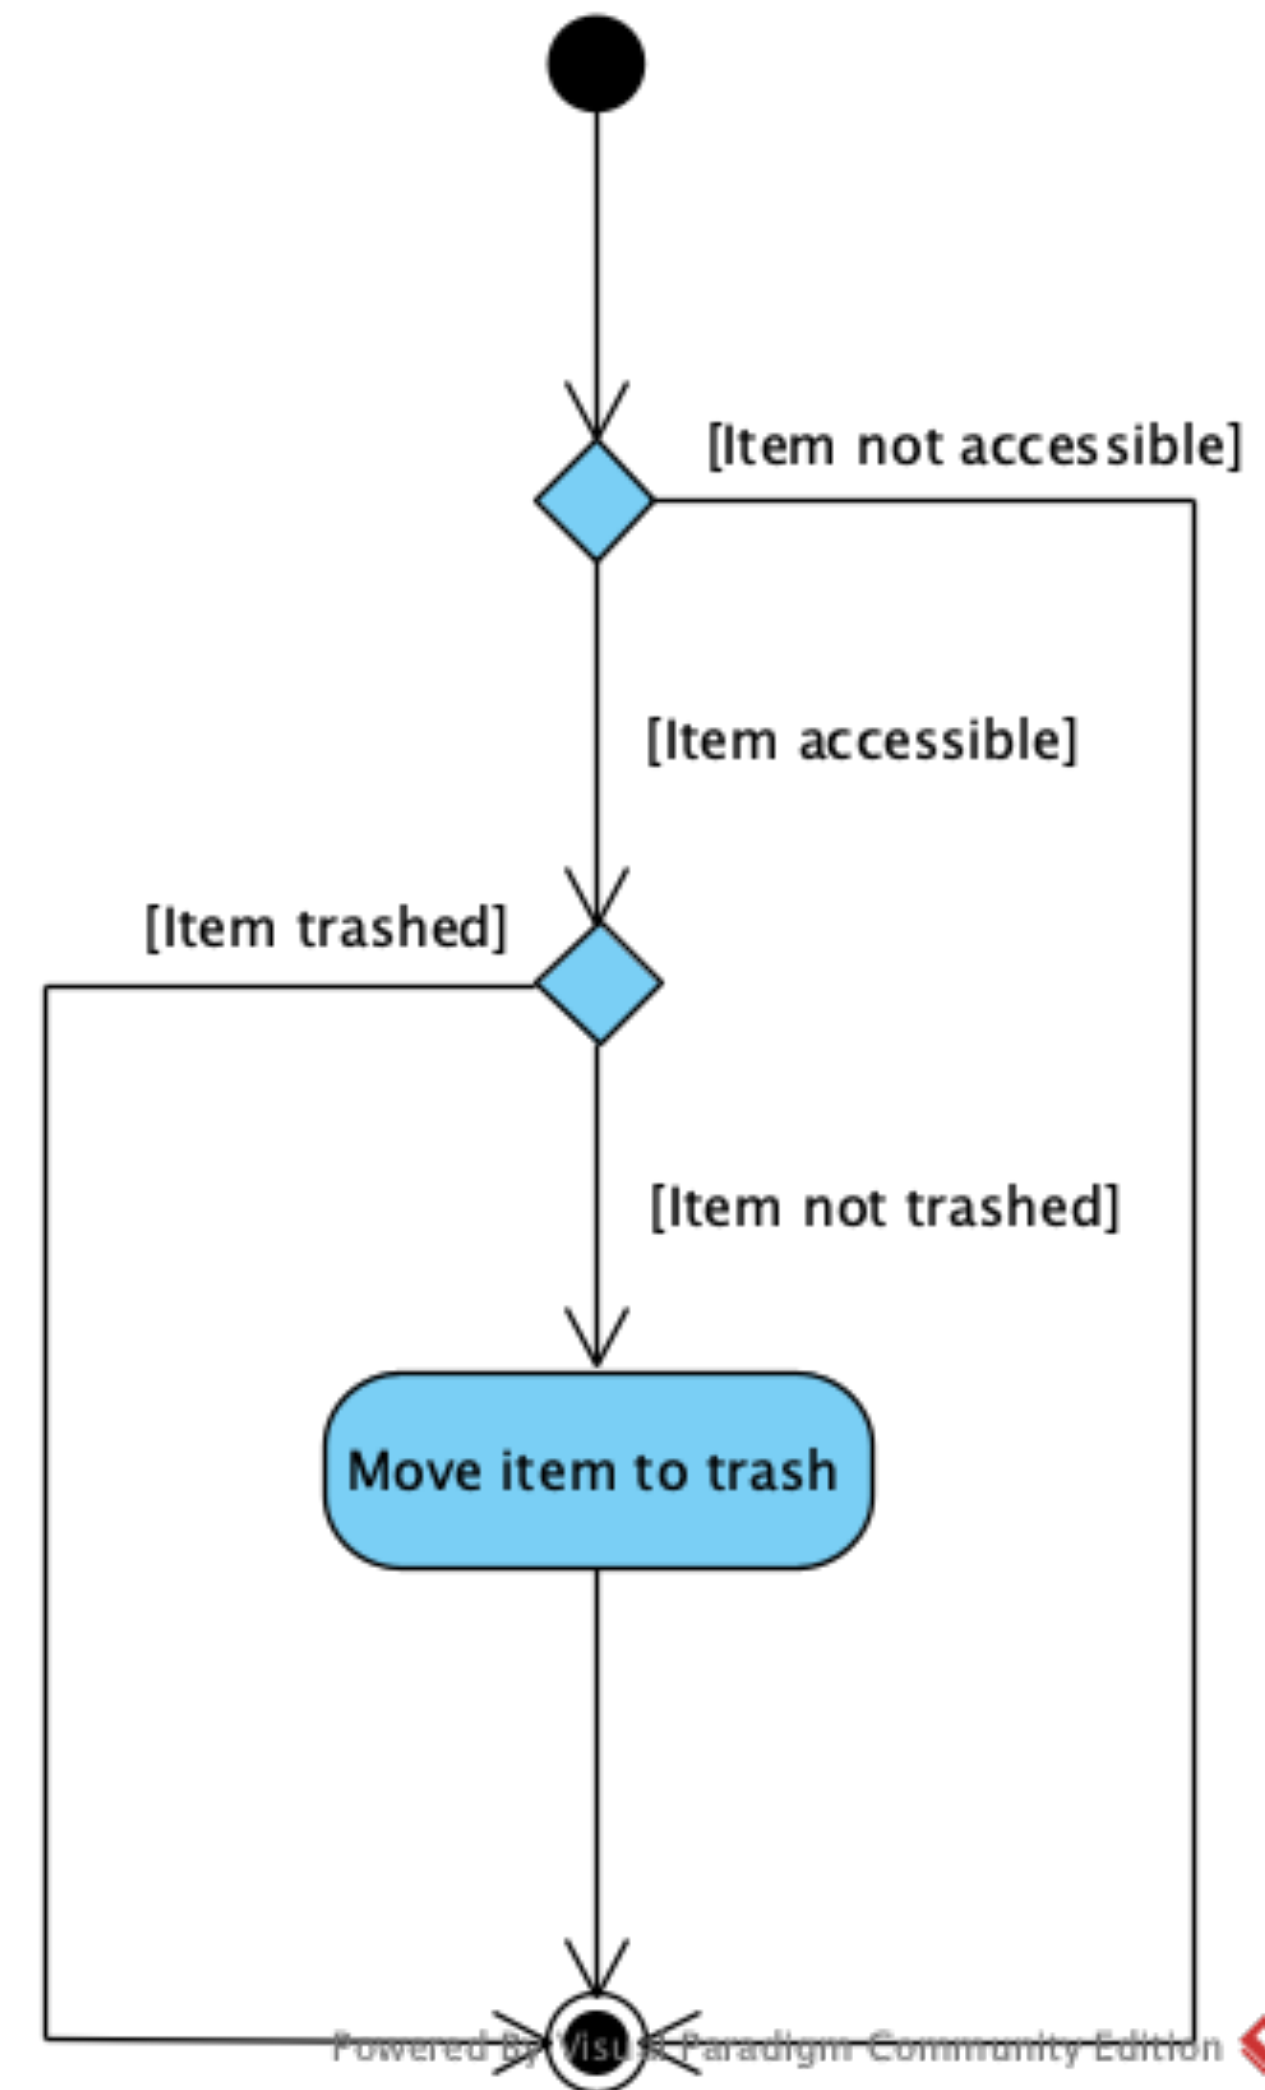 [Item not accessible]
[Item accessible]
[Item trashed]
[Item not trashed]
Move item to trash
Powered By Visual Paradigm Community Edition